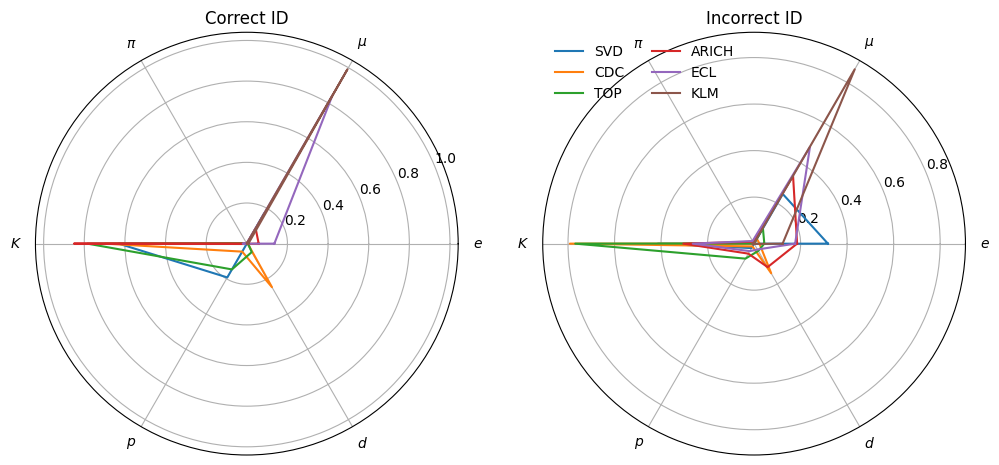 Correct ID
π
μ
1.0
0.8
0.6
0.4
0.2
K
e
p
d
Incorrect ID
SVD
CDC
TOP
ARICH
ECL
KLM
π
μ
0.8
0.6
0.4
0.2
K
e
p
d